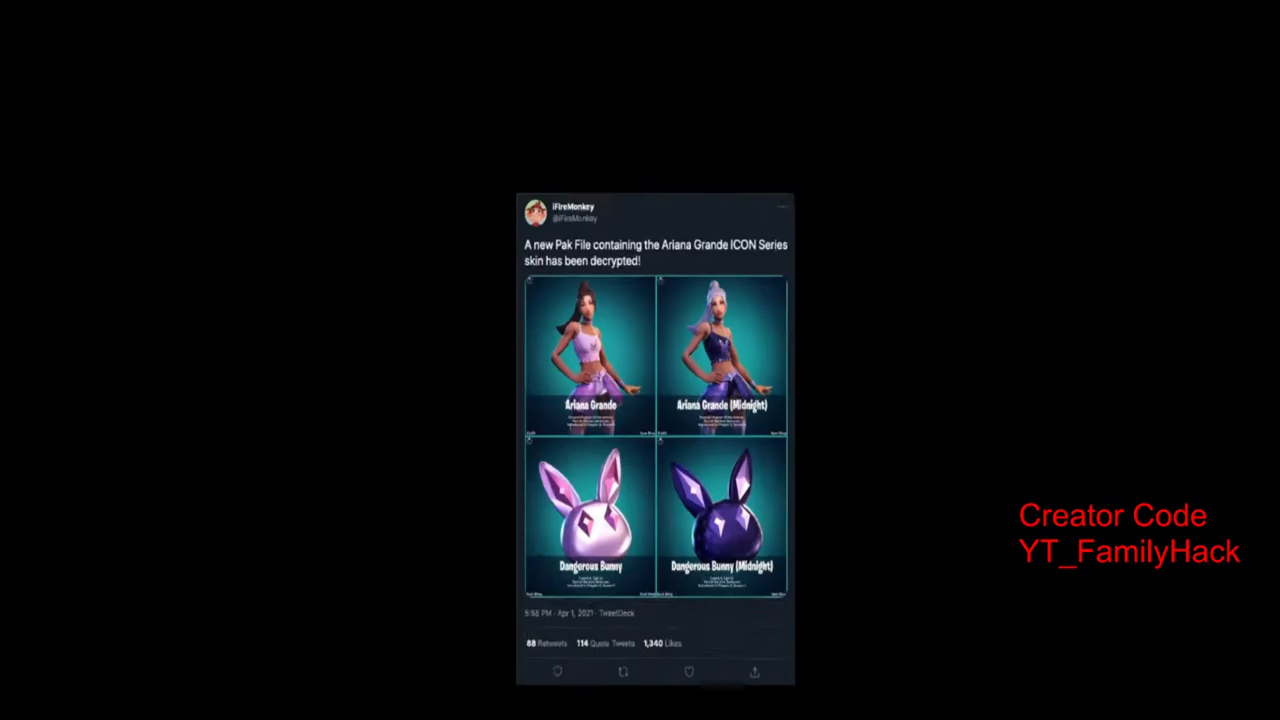 iFireMonkey
@iFireMonkey
A new Pak File containing the Ariana Grande ICON Series
skin has been decrypted!
Ariana Grande
Ariana Grande (Midnight)
Dangerous Bunny
Dangerous Bunny (Midnight)
5:58 PM · Apr 1, 2021 · TweetDeck
88 Retweets 114 Quote Tweets 1,340 Likes
Creator Code
YT_FamilyHack